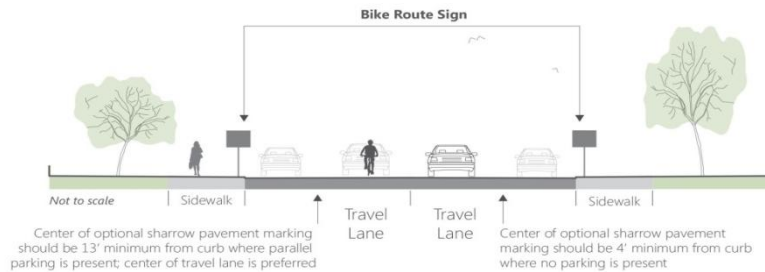 Bike Route Sign
Not to scale
Sidewalk
Travel
Lane
Travel
Lane
Sidewalk
Center of optional sharrow pavement marking
should be 13' minimum from curb where parallel
parking is present; center of travel lane is preferred
Center of optional sharrow pavement
marking should be 4' minimum from curb
where no parking is present